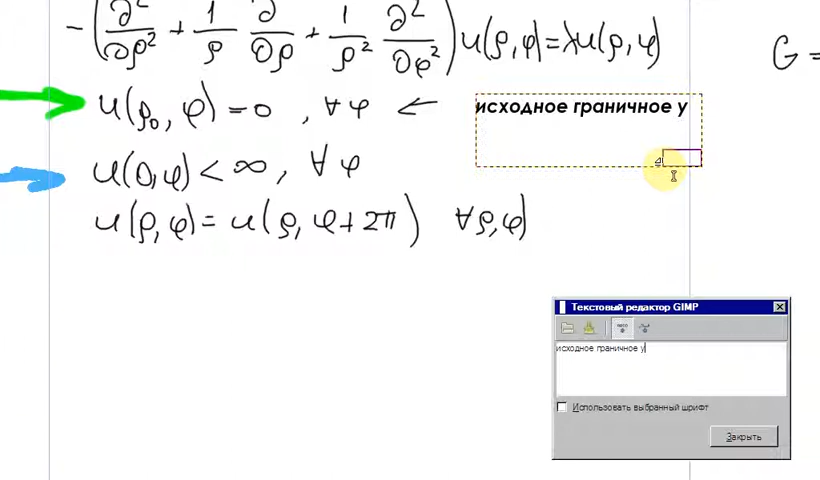 -(∂²/∂ρ² + 1/ρ ∂/∂ρ + 1/ρ² ∂²/∂φ²) u(ρ,φ)=λu(ρ,φ)
G =
u(ρ₀, φ) = 0 , ∀φ ←
исходное граничное у
u(0,φ) < ∞, ∀φ
u(ρ,φ) = u(ρ, φ+2π) ∀ρ,φ
Текстовый редактор GIMP
исходное граничное у
Использовать выбранный шрифт
Закрыть